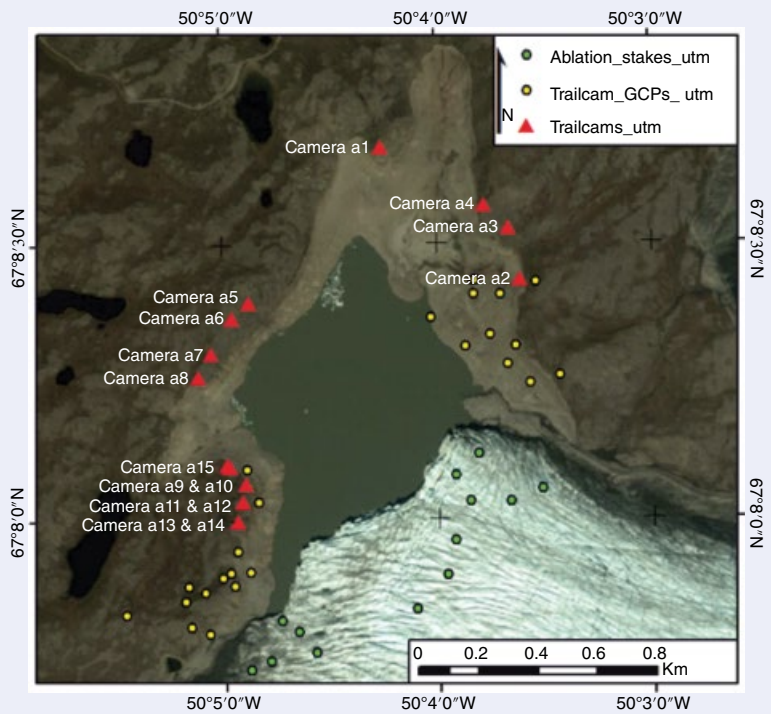 50°5′0″W 50°4′0″W 50°3′0″W
Ablation_stakes_utm
Trailcam_GCPs_ utm
N
Trailcams_utm
Camera a1
Camera a4
Camera a3
67°8′30″N
67°8′30″N
Camera a2
Camera a5
Camera a6
Camera a7
Camera a8
Camera a15
Camera a9 & a10
Camera a11 & a12
Camera a13 & a14
67°8′0″N
67°8′0″N
0 0.2 0.4 0.6 0.8
Km
50°5′0″W 50°4′0″W 50°3′0″W